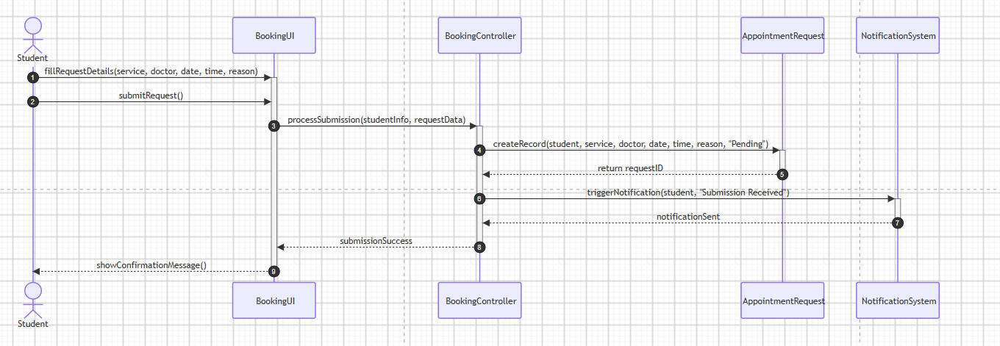 BookingUI
BookingController
AppointmentRequest
NotificationSystem
Student
1
fillRequestDetails(service, doctor, date, time, reason)
2
submitRequest()
3
processSubmission(studentInfo, requestData)
4
createRecord(student, service, doctor, date, time, reason, "Pending")
return requestID
5
6
triggerNotification(student, "Submission Received")
notificationSent
7
submissionSuccess
8
showConfirmationMessage()
9
BookingUI
BookingController
AppointmentRequest
NotificationSystem
Student